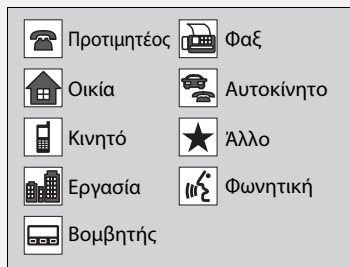 Προτιμητέος Φαξ
Οικία Αυτοκίνητο
Κινητό Άλλο
Εργασία Φωνητική
Βομβητής